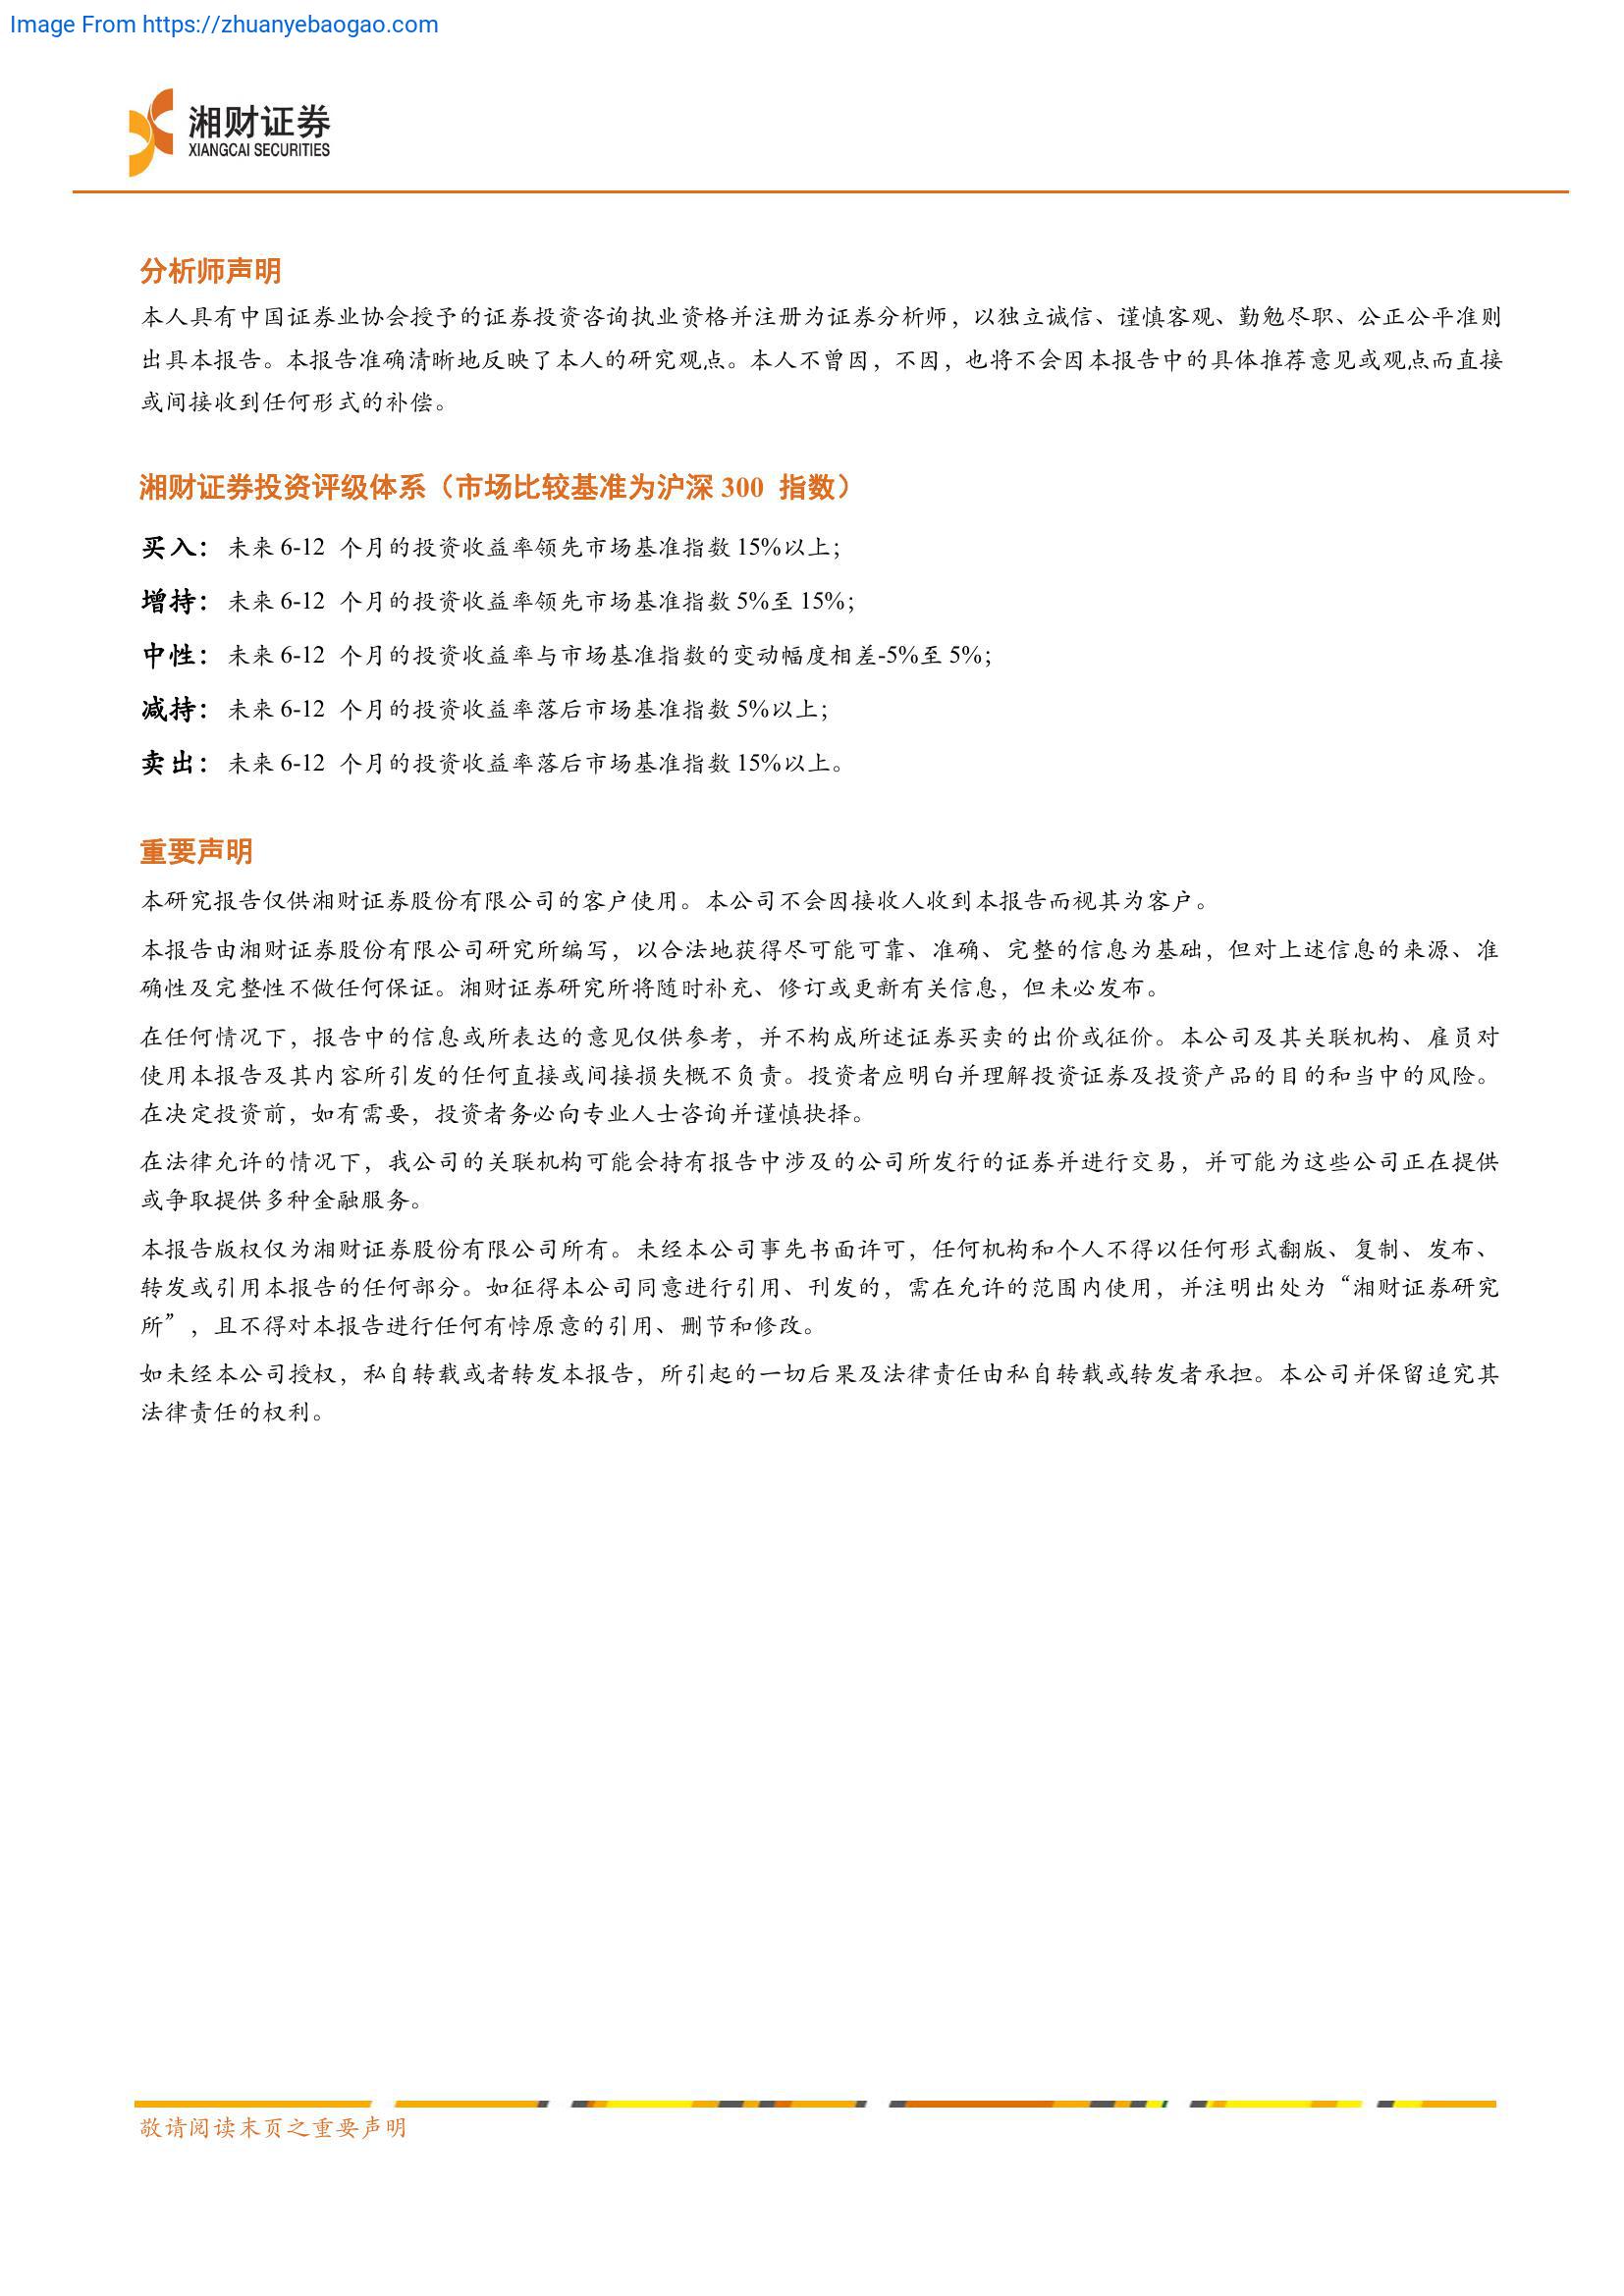 Image From https://zhuanyebaogao.com
湘财证券
XIANGCAI SECURITIES
分析师声明
本人具有中国证券业协会授予的证券投资咨询执业资格并注册为证券分析师，以独立诚信、谨慎客观、勤勉尽职、公正公平准则
出具本报告。本报告准确清晰地反映了本人的研究观点。本人不曾因，不因，也将不会因本报告中的具体推荐意见或观点而直接
或间接收到任何形式的补偿。
湘财证券投资评级体系（市场比较基准为沪深 300 指数）
买入：未来 6-12 个月的投资收益率领先市场基准指数 15%以上；
增持：未来 6-12 个月的投资收益率领先市场基准指数 5%至 15%；
中性：未来 6-12 个月的投资收益率与市场基准指数的变动幅度相差-5%至 5%；
减持：未来 6-12 个月的投资收益率落后市场基准指数 5%以上；
卖出：未来 6-12 个月的投资收益率落后市场基准指数 15%以上。
重要声明
本研究报告仅供湘财证券股份有限公司的客户使用。本公司不会因接收人收到本报告而视其为客户。
本报告由湘财证券股份有限公司研究所编写，以合法地获得尽可能可靠、准确、完整的信息为基础，但对上述信息的来源、准
确性及完整性不做任何保证。湘财证券研究所将随时补充、修订或更新有关信息，但未必发布。
在任何情况下，报告中的信息或所表达的意见仅供参考，并不构成所述证券买卖的出价或征价。本公司及其关联机构、雇员对
使用本报告及其内容所引发的任何直接或间接损失概不负责。投资者应明白并理解投资证券及投资产品的目的和当中的风险。
在决定投资前，如有需要，投资者务必向专业人士咨询并谨慎抉择。
在法律允许的情况下，我公司的关联机构可能会持有报告中涉及的公司所发行的证券并进行交易，并可能为这些公司正在提供
或争取提供多种金融服务。
本报告版权仅为湘财证券股份有限公司所有。未经本公司事先书面许可，任何机构和个人不得以任何形式翻版、复制、发布、
转发或引用本报告的任何部分。如征得本公司同意进行引用、刊发的，需在允许的范围内使用，并注明出处为“湘财证券研究
所”，且不得对本报告进行任何有悖原意的引用、删节和修改。
如未经本公司授权，私自转载或者转发本报告，所引起的一切后果及法律责任由私自转载或转发者承担。本公司并保留追究其
法律责任的权利。
敬请阅读末页之重要声明